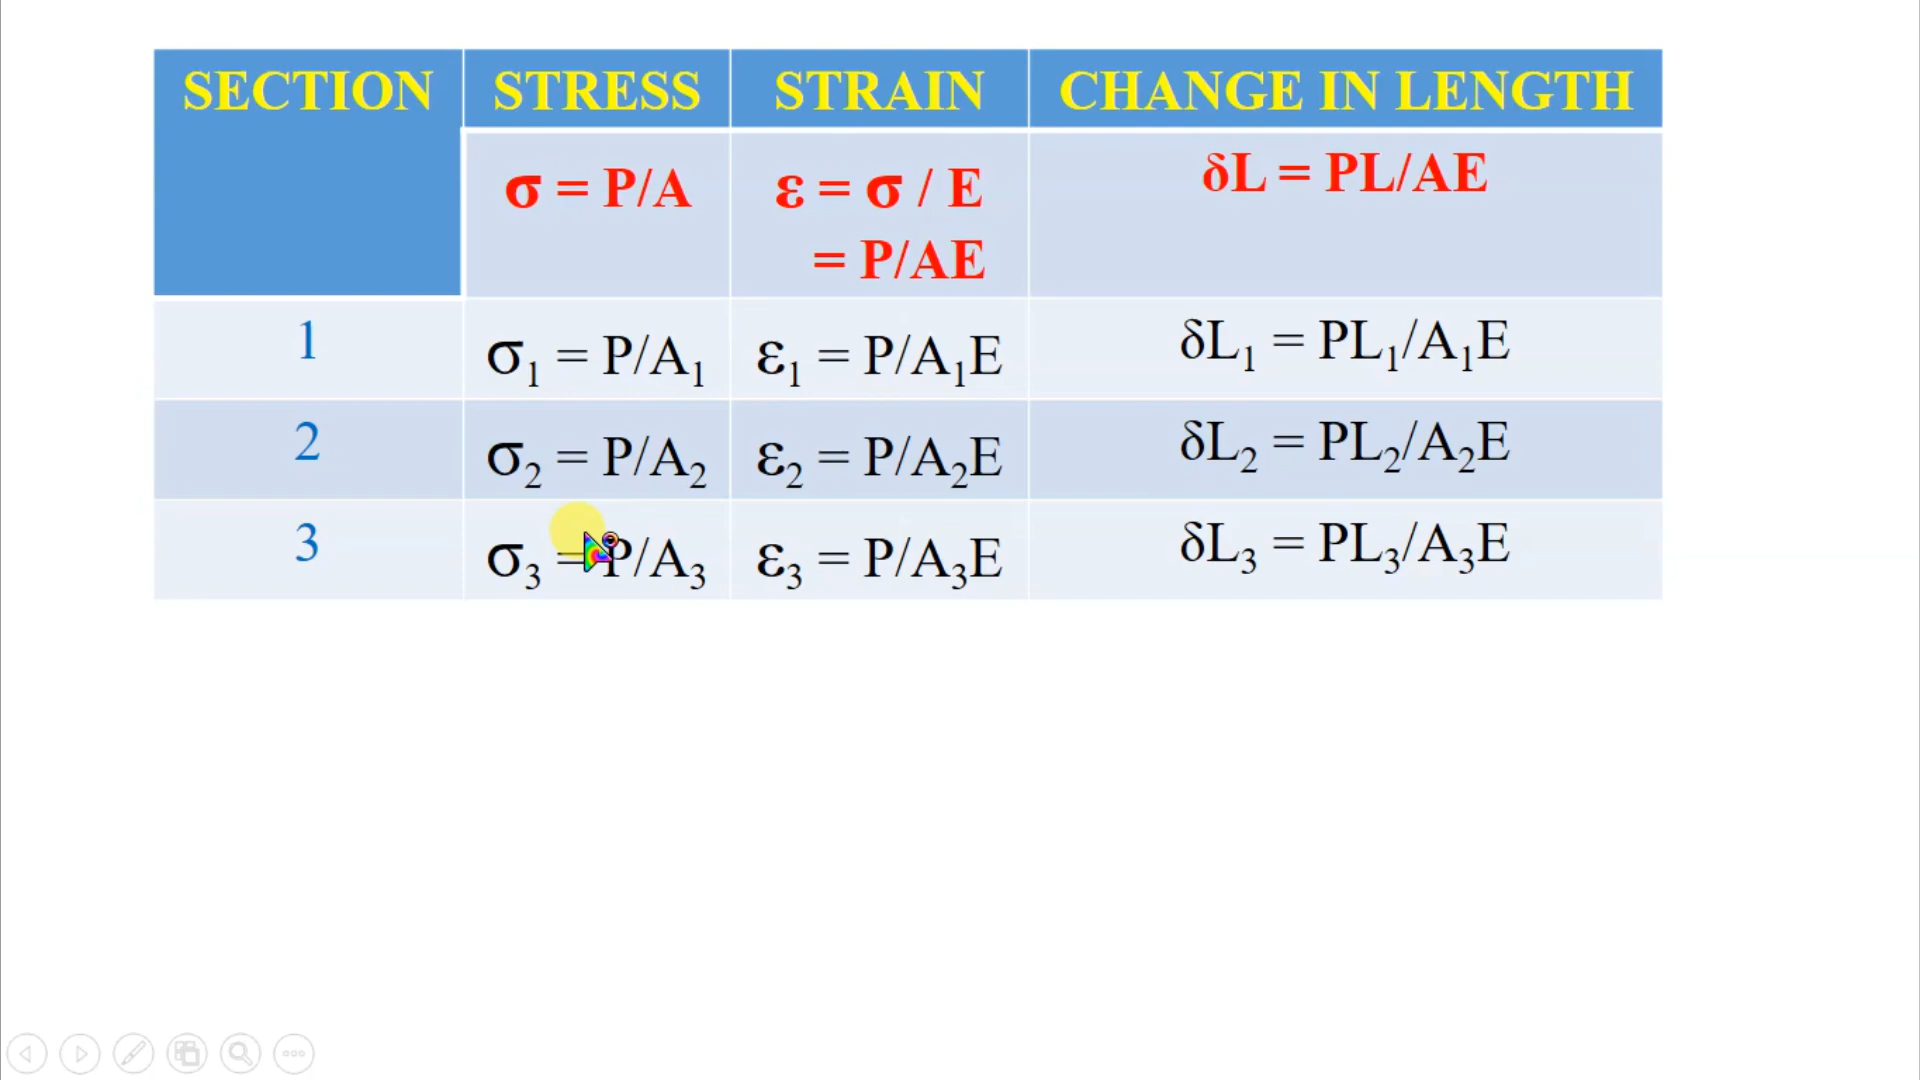 SECTION STRESS STRAIN CHANGE IN LENGTH
σ = P/A ε = σ / E δL = PL/AE
= P/AE
1 σ₁ = P/A₁ ε₁ = P/A₁E δL₁ = PL₁/A₁E
2 σ₂ = P/A₂ ε₂ = P/A₂E δL₂ = PL₂/A₂E
3 σ₃ = P/A₃ ε₃ = P/A₃E δL₃ = PL₃/A₃E